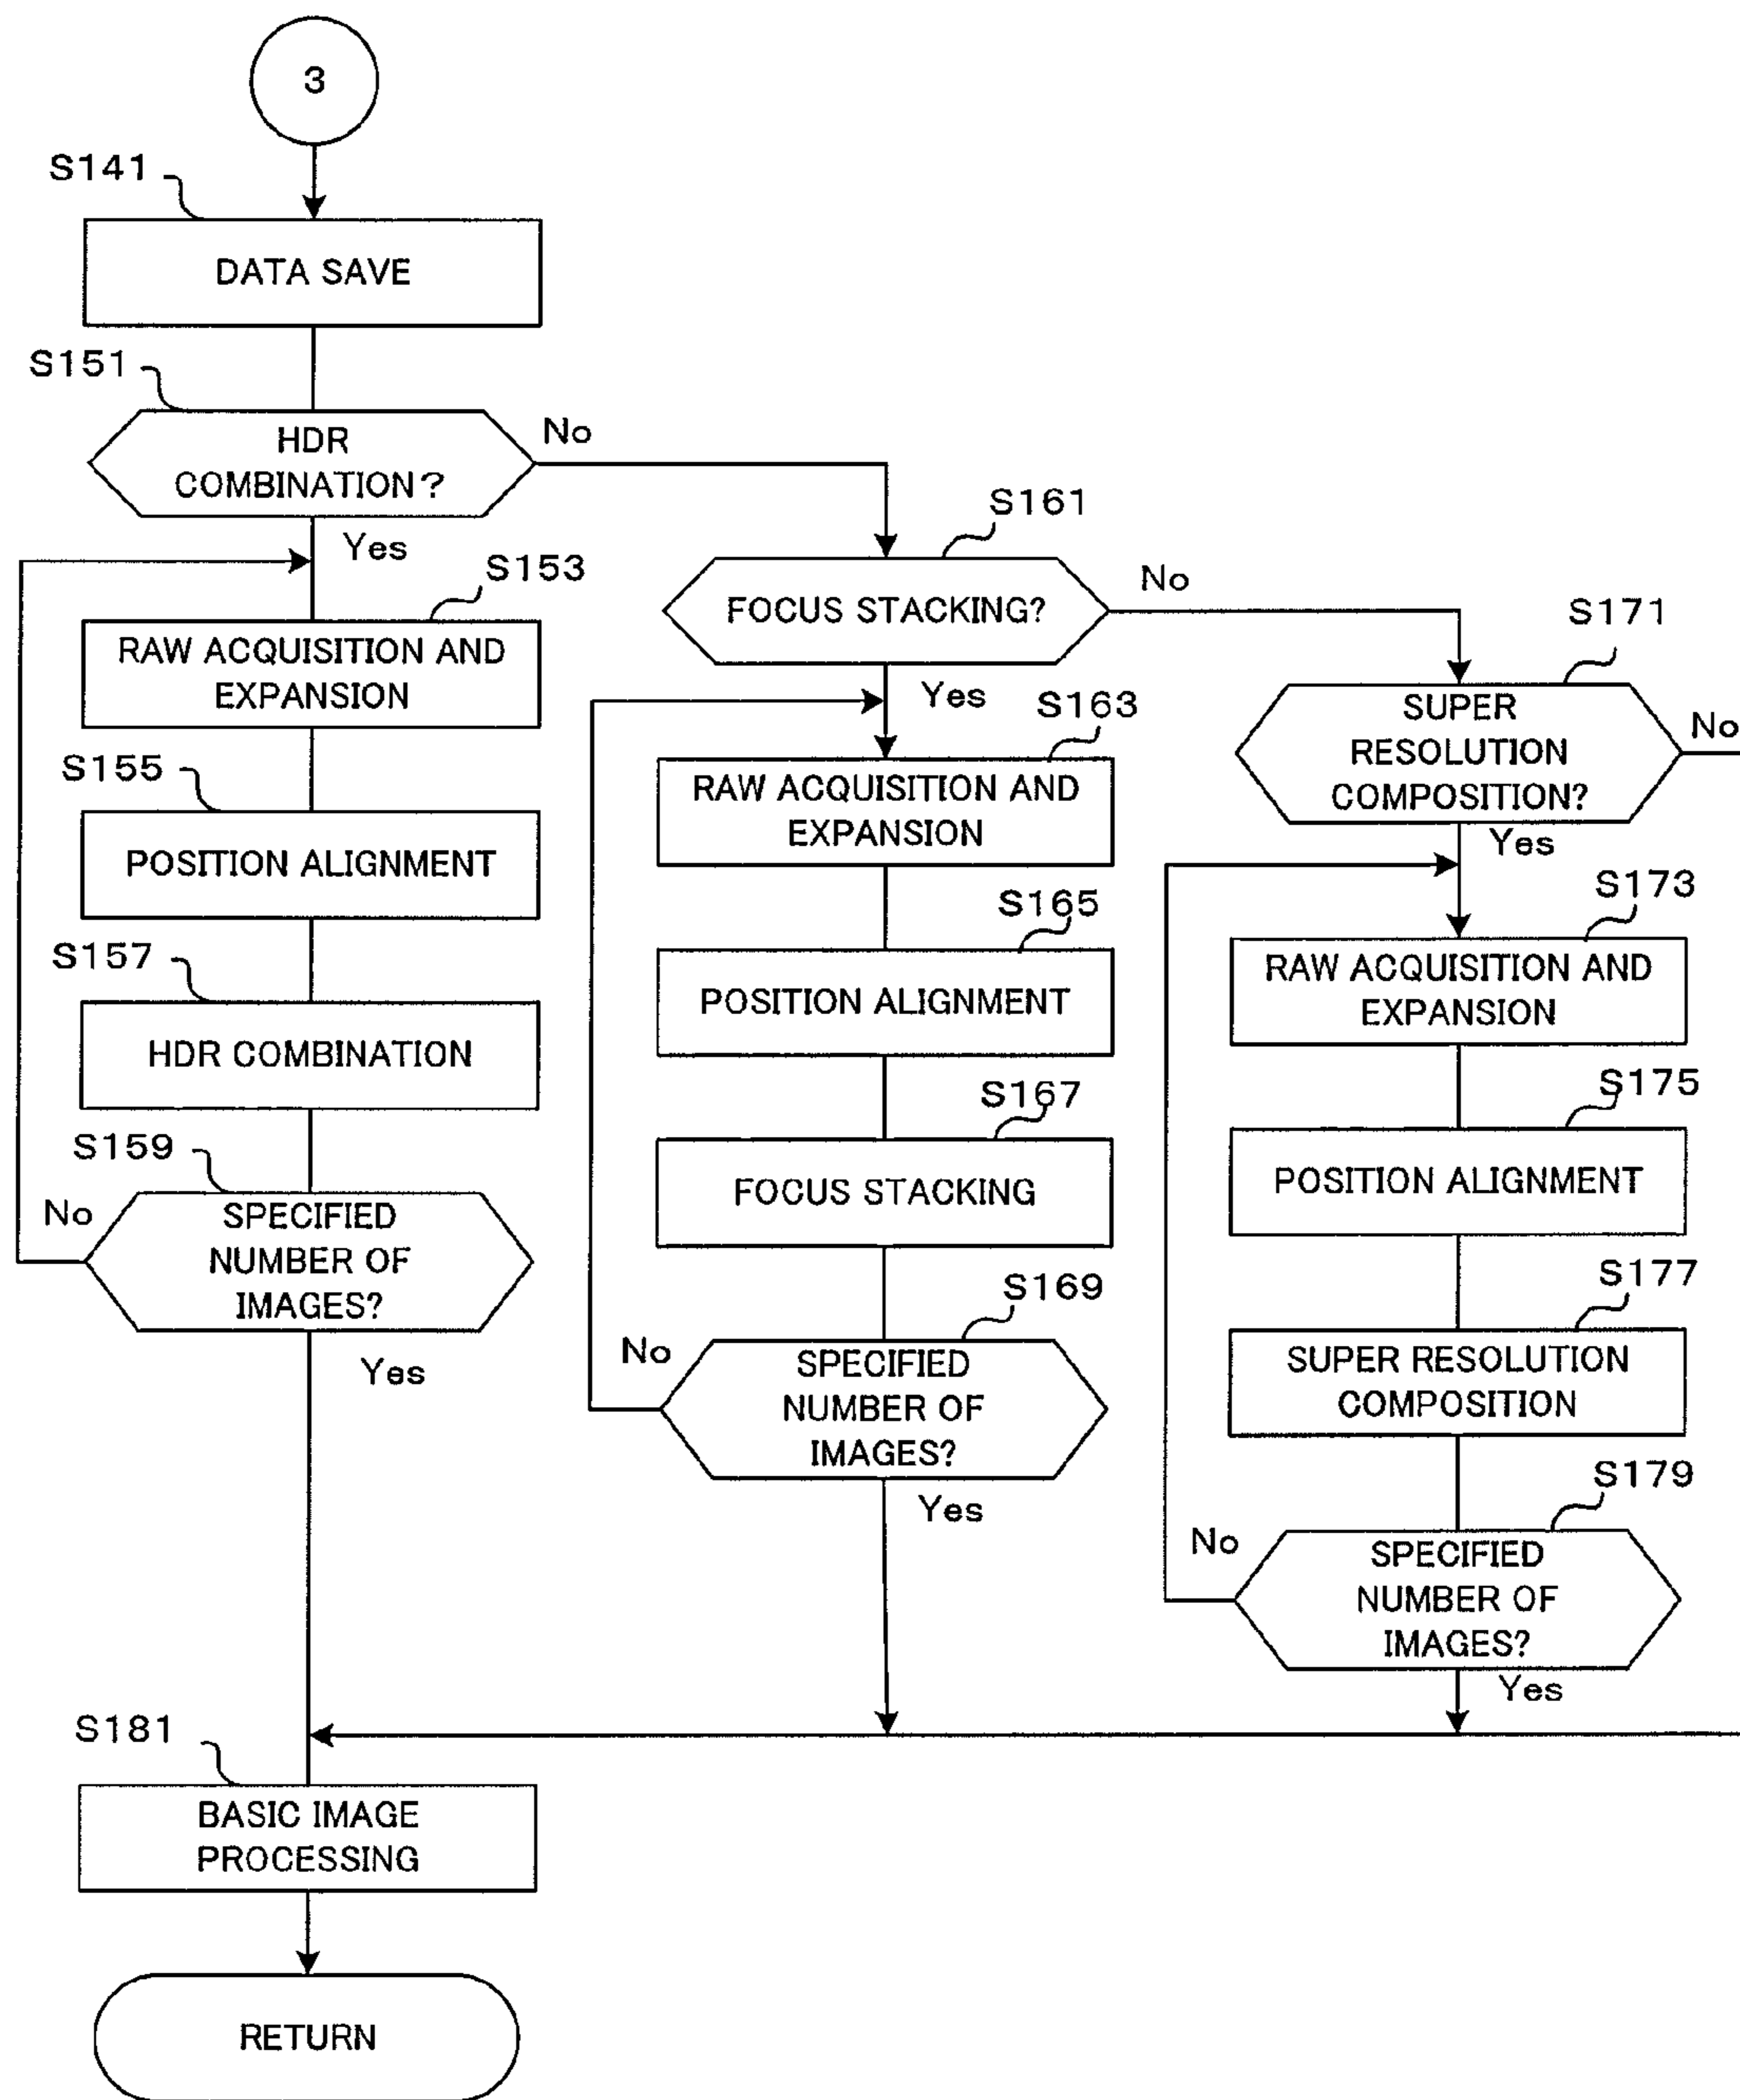 3
S141
DATA SAVE
S151
HDR
COMBINATION?
No
Yes
S153
RAW ACQUISITION AND
EXPANSION
S155
POSITION ALIGNMENT
S157
HDR COMBINATION
S159
SPECIFIED
NUMBER OF
IMAGES?
No
Yes
S161
FOCUS STACKING?
No
Yes
S163
RAW ACQUISITION AND
EXPANSION
S165
POSITION ALIGNMENT
S167
FOCUS STACKING
S169
SPECIFIED
NUMBER OF
IMAGES?
No
Yes
S171
SUPER
RESOLUTION
COMPOSITION?
No
Yes
S173
RAW ACQUISITION AND
EXPANSION
S175
POSITION ALIGNMENT
S177
SUPER RESOLUTION
COMPOSITION
S179
SPECIFIED
NUMBER OF
IMAGES?
No
Yes
S181
BASIC IMAGE
PROCESSING
RETURN